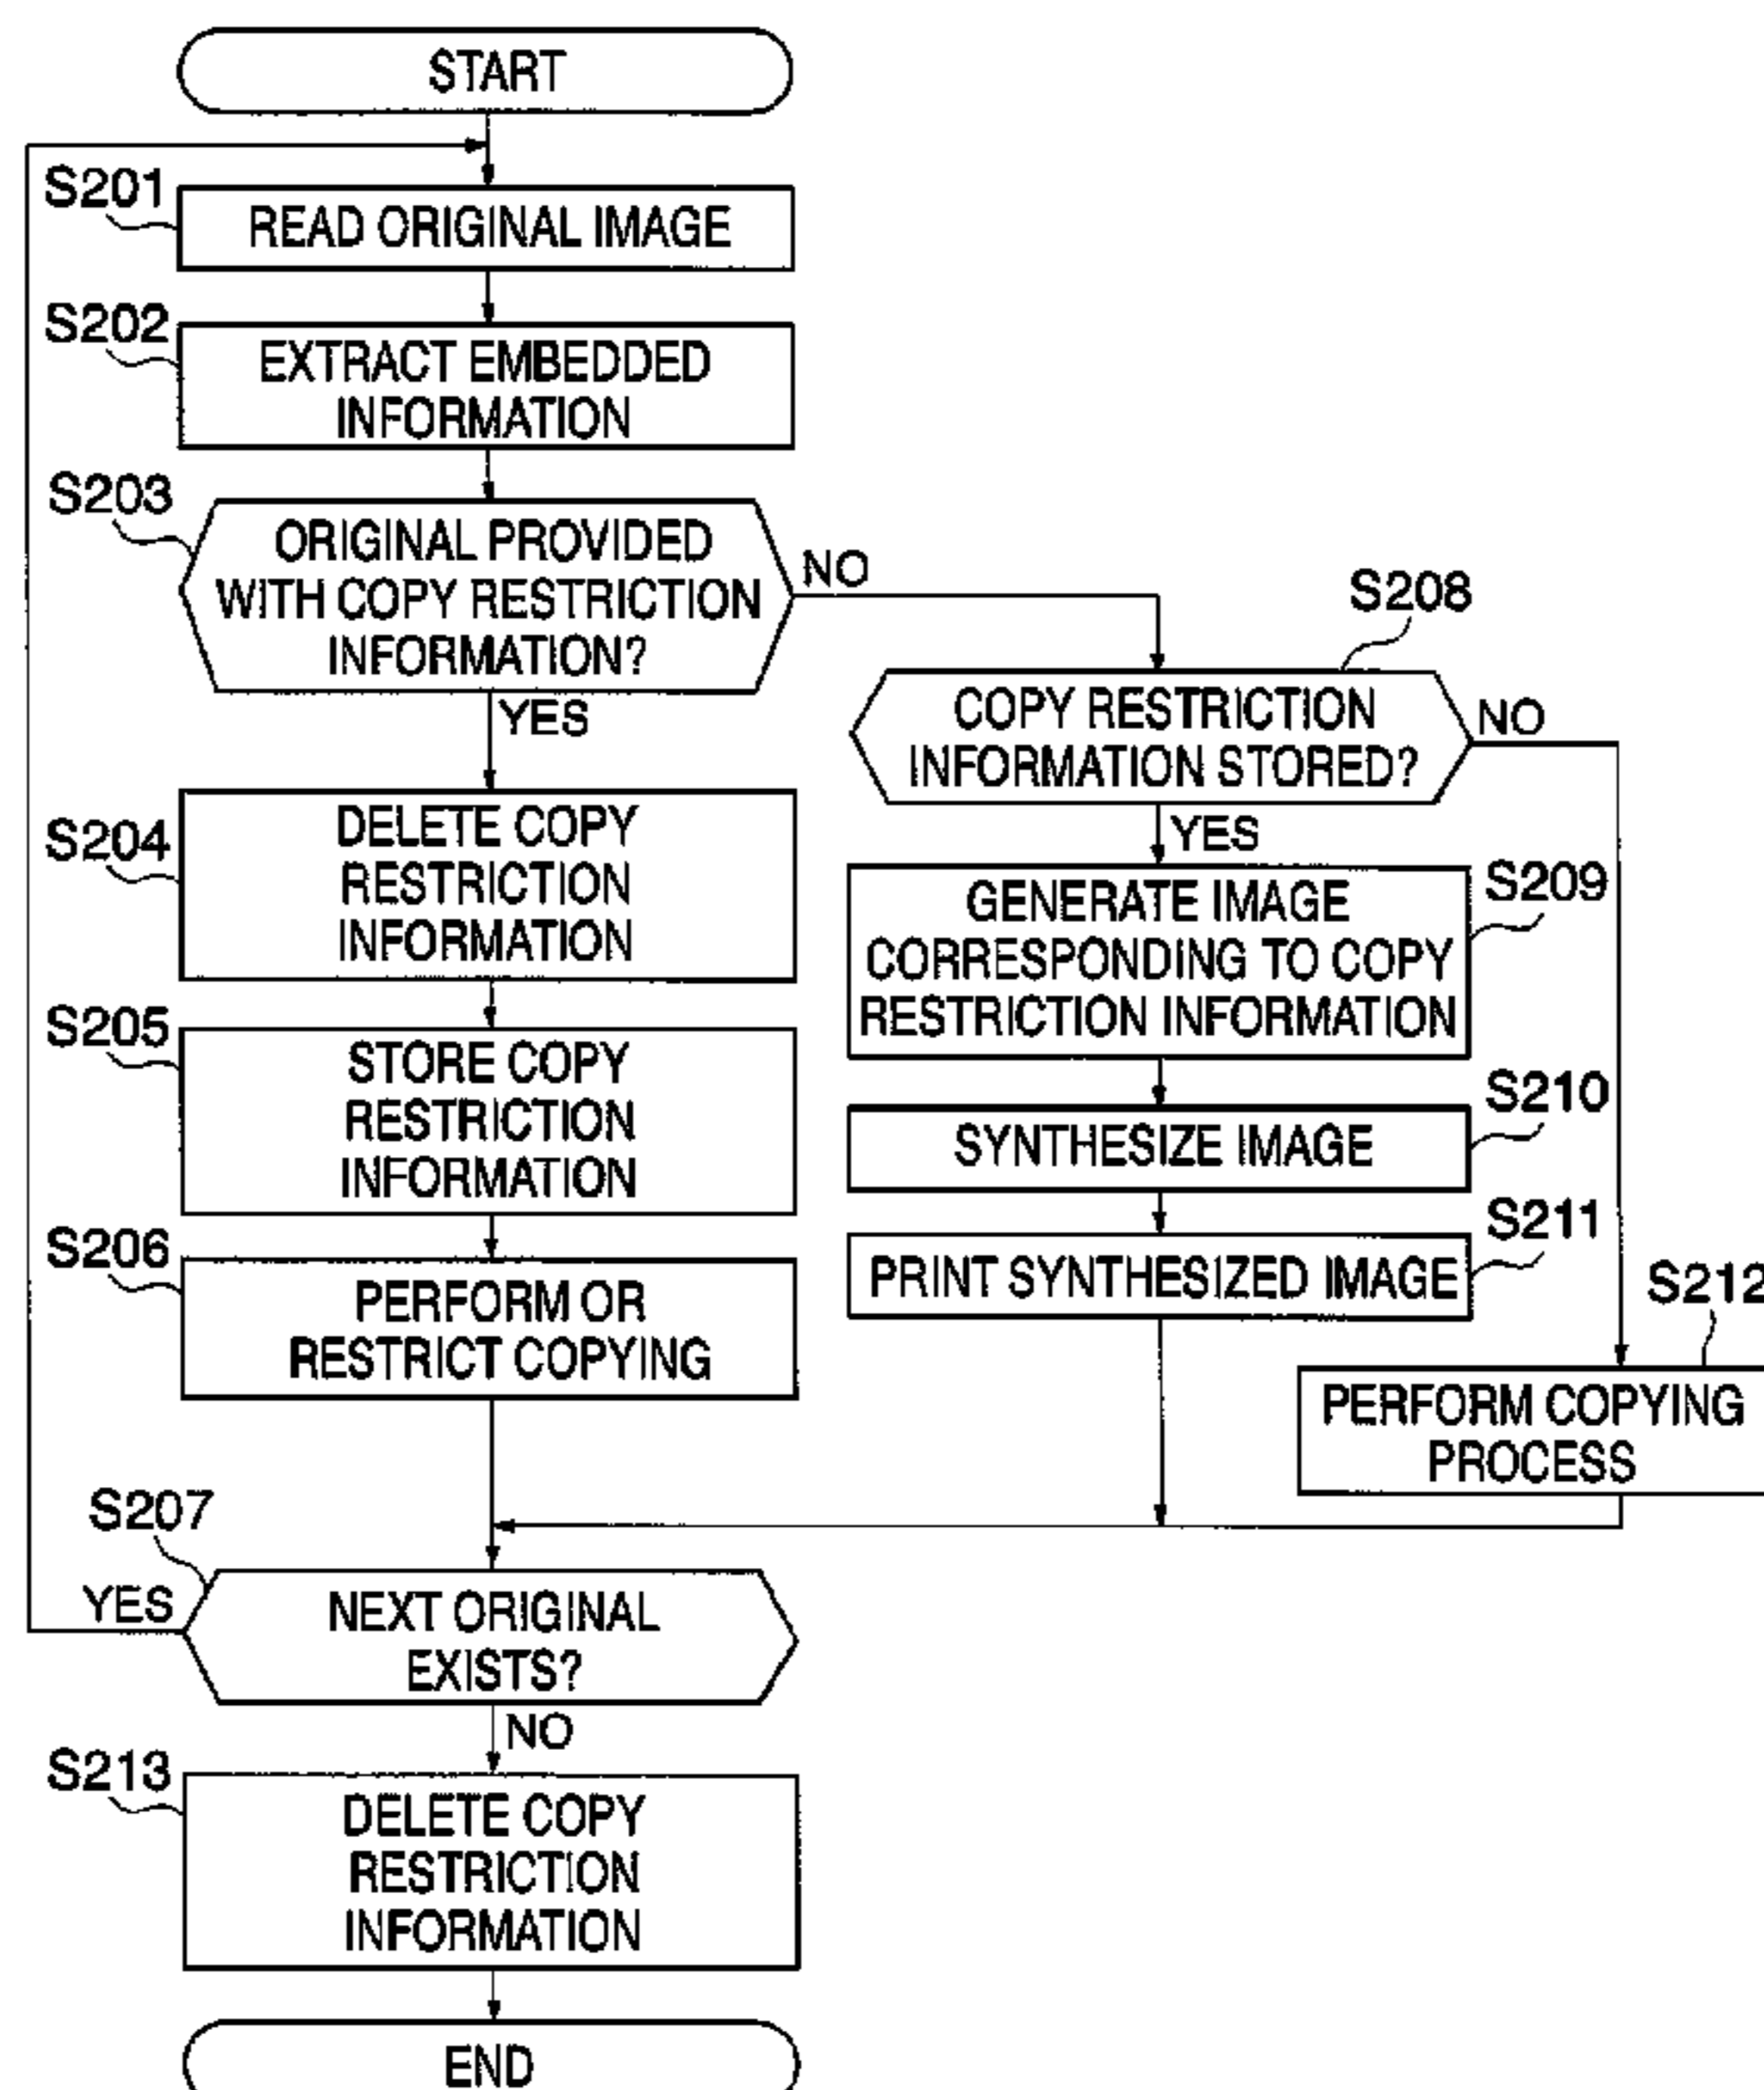 START
S201
READ ORIGINAL IMAGE
S202
EXTRACT EMBEDDED
INFORMATION
S203
ORIGINAL PROVIDED
WITH COPY RESTRICTION
INFORMATION?
NO
YES
S204
DELETE COPY
RESTRICTION
INFORMATION
S205
STORE COPY
RESTRICTION
INFORMATION
S206
PERFORM OR
RESTRICT COPYING
S207
YES
NEXT ORIGINAL
EXISTS?
NO
S208
COPY RESTRICTION
INFORMATION STORED?
NO
YES
S209
GENERATE IMAGE
CORRESPONDING TO COPY
RESTRICTION INFORMATION
S210
SYNTHESIZE IMAGE
S211
PRINT SYNTHESIZED IMAGE
S212
PERFORM COPYING
PROCESS
S213
DELETE COPY
RESTRICTION
INFORMATION
END